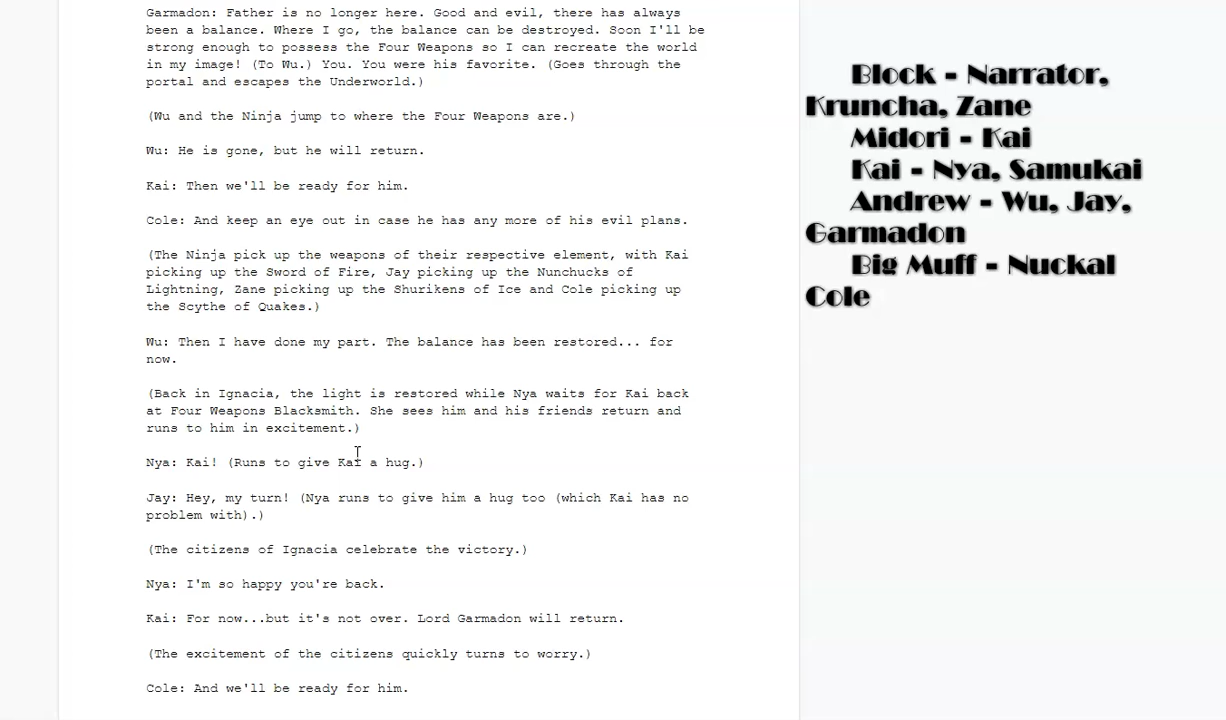 Garmadon: Father is no longer here. Good and evil, there has always
been a balance. Where I go, the balance can be destroyed. Soon I'll be
strong enough to possess the Four Weapons so I can recreate the world
in my image! (To Wu.) You. You were his favorite. (Goes through the
portal and escapes the Underworld.)
(Wu and the Ninja jump to where the Four Weapons are.)
Wu: He is gone, but he will return.
Kai: Then we'll be ready for him.
Cole: And keep an eye out in case he has any more of his evil plans.
(The Ninja pick up the weapons of their respective element, with Kai
picking up the Sword of Fire, Jay picking up the Nunchucks of
Lightning, Zane picking up the Shurikens of Ice and Cole picking up
the Scythe of Quakes.)
Wu: Then I have done my part. The balance has been restored... for
now.
(Back in Ignacia, the light is restored while Nya waits for Kai back
at Four Weapons Blacksmith. She sees him and his friends return and
runs to him in excitement.)
Nya: Kai! (Runs to give Kai a hug.)
Jay: Hey, my turn! (Nya runs to give him a hug too (which Kai has no
problem with).)
(The citizens of Ignacia celebrate the victory.)
Nya: I'm so happy you're back.
Kai: For now...but it's not over. Lord Garmadon will return.
(The excitement of the citizens quickly turns to worry.)
Cole: And we'll be ready for him.
Block - Narrator,
Kruncha, Zane
Midori - Kai
Kai - Nya, Samukai
Andrew - Wu, Jay,
Garmadon
Big Muff - Nuckal
Cole